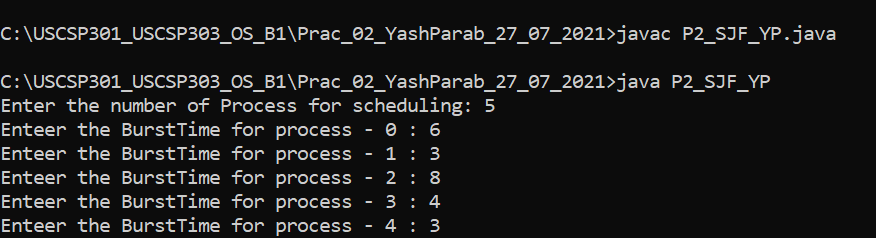 C:\USCSP301_USCSP303_OS_B1\Prac_02_YashParab_27_07_2021>javac P2_SJF_YP.java
C:\USCSP301_USCSP303_OS_B1\Prac_02_YashParab_27_07_2021>java P2_SJF_YP
Enter the number of Process for scheduling: 5
Enteer the BurstTime for process - 0 : 6
Enteer the BurstTime for process - 1 : 3
Enteer the BurstTime for process - 2 : 8
Enteer the BurstTime for process - 3 : 4
Enteer the BurstTime for process - 4 : 3